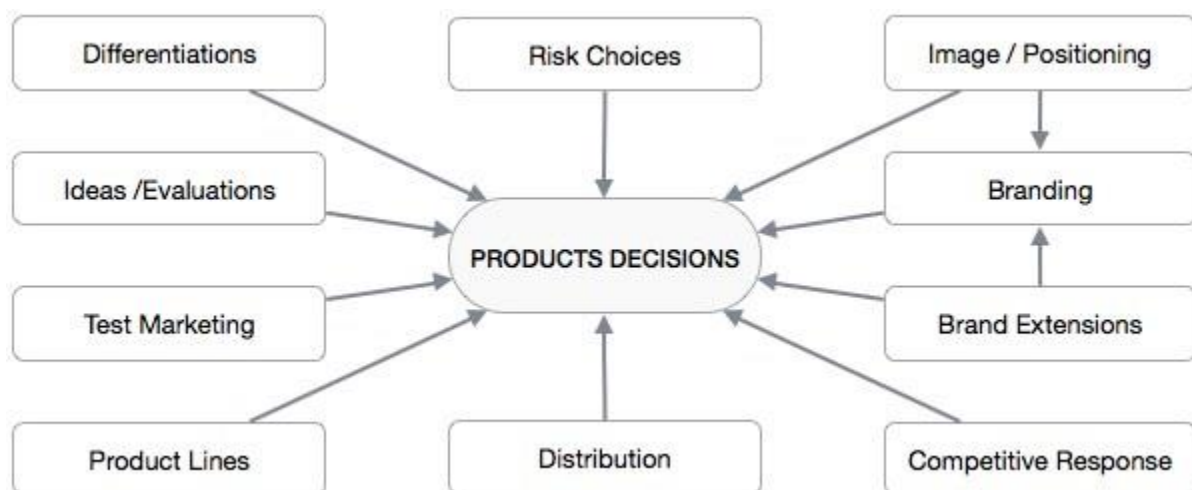 Differentiations
Risk Choices
Image / Positioning
Ideas /Evaluations
Branding
PRODUCTS DECISIONS
Test Marketing
Brand Extensions
Product Lines
Distribution
Competitive Response